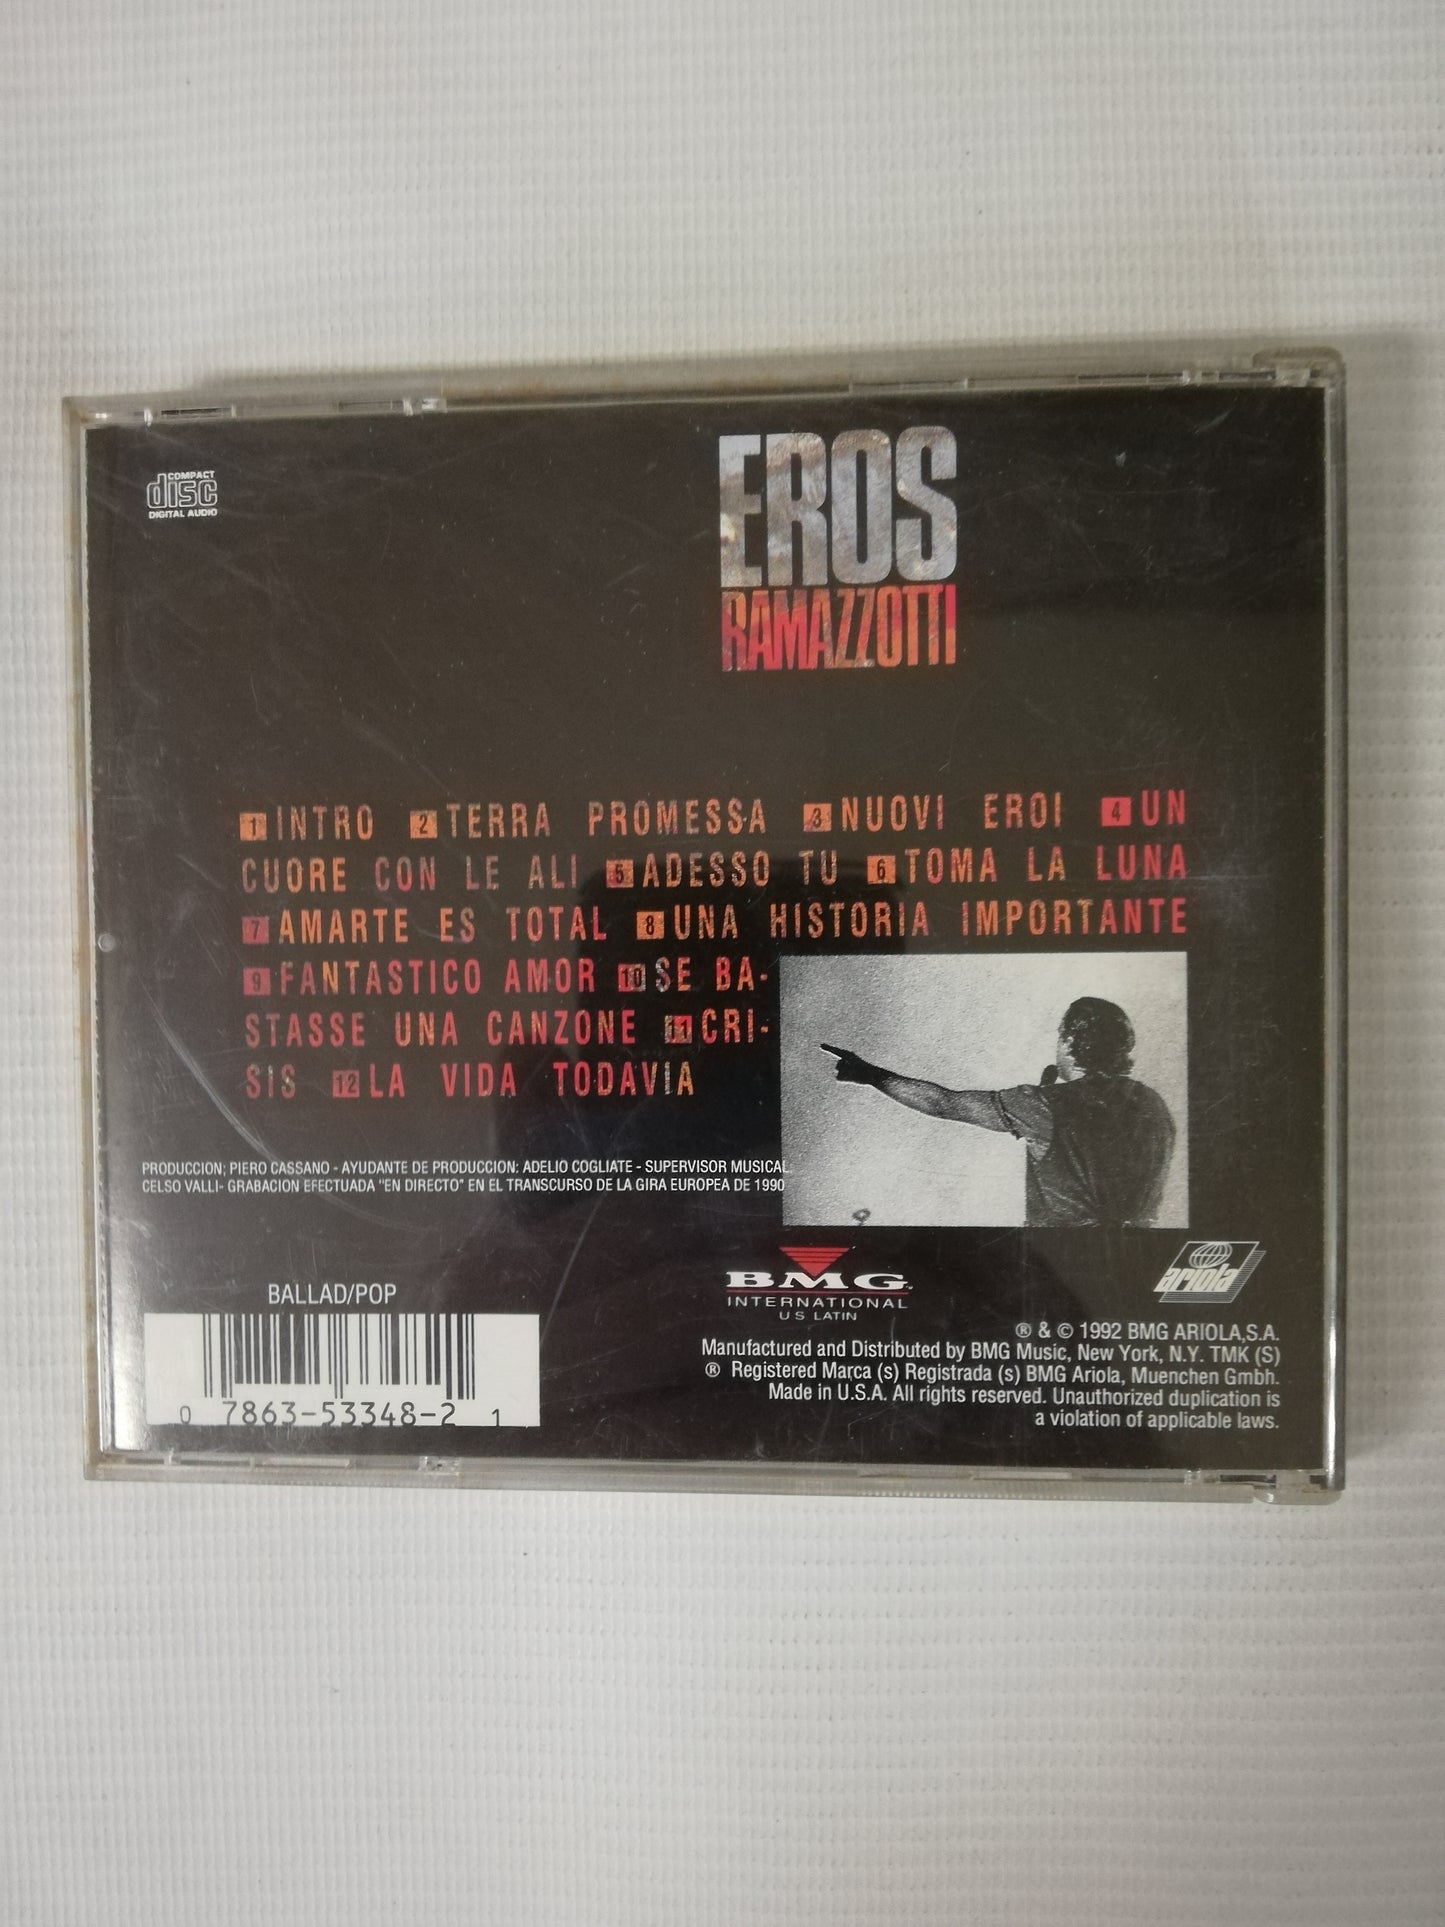 COMPACT
disc
DIGITAL AUDIO
EROS
RAMAZZOTTI
1 INTRO 2 TERRA PROMESSA 3 NUOVI EROI 4 UN
CUORE CON LE ALI 5 ADESSO TU 6 TOMA LA LUNA
7 AMARTE ES TOTAL 8 UNA HISTORIA IMPORTANTE
9 FANTASTICO AMOR 10 SE BA-
STASSE UNA CANZONE 11 CRI-
SIS 12 LA VIDA TODAVIA
PRODUCCION; PIERO CASSANO - AYUDANTE DE PRODUCCION: ADELIO COGLIATE - SUPERVISOR MUSICAL
CELSO VALLI- GRABACION EFECTUADA "EN DIRECTO" EN EL TRANSCURSO DE LA GIRA EUROPEA DE 1990
BALLAD/POP
0 7863-53348-2 1
BMG
INTERNATIONAL
US LATIN
ariola
® & © 1992 BMG ARIOLA,S.A.
Manufactured and Distributed by BMG Music, New York, N.Y. TMK (S)
® Registered Marca (s) Registrada (s) BMG Ariola, Muenchen Gmbh.
Made in U.S.A. All rights reserved. Unauthorized duplication is
a violation of applicable laws.